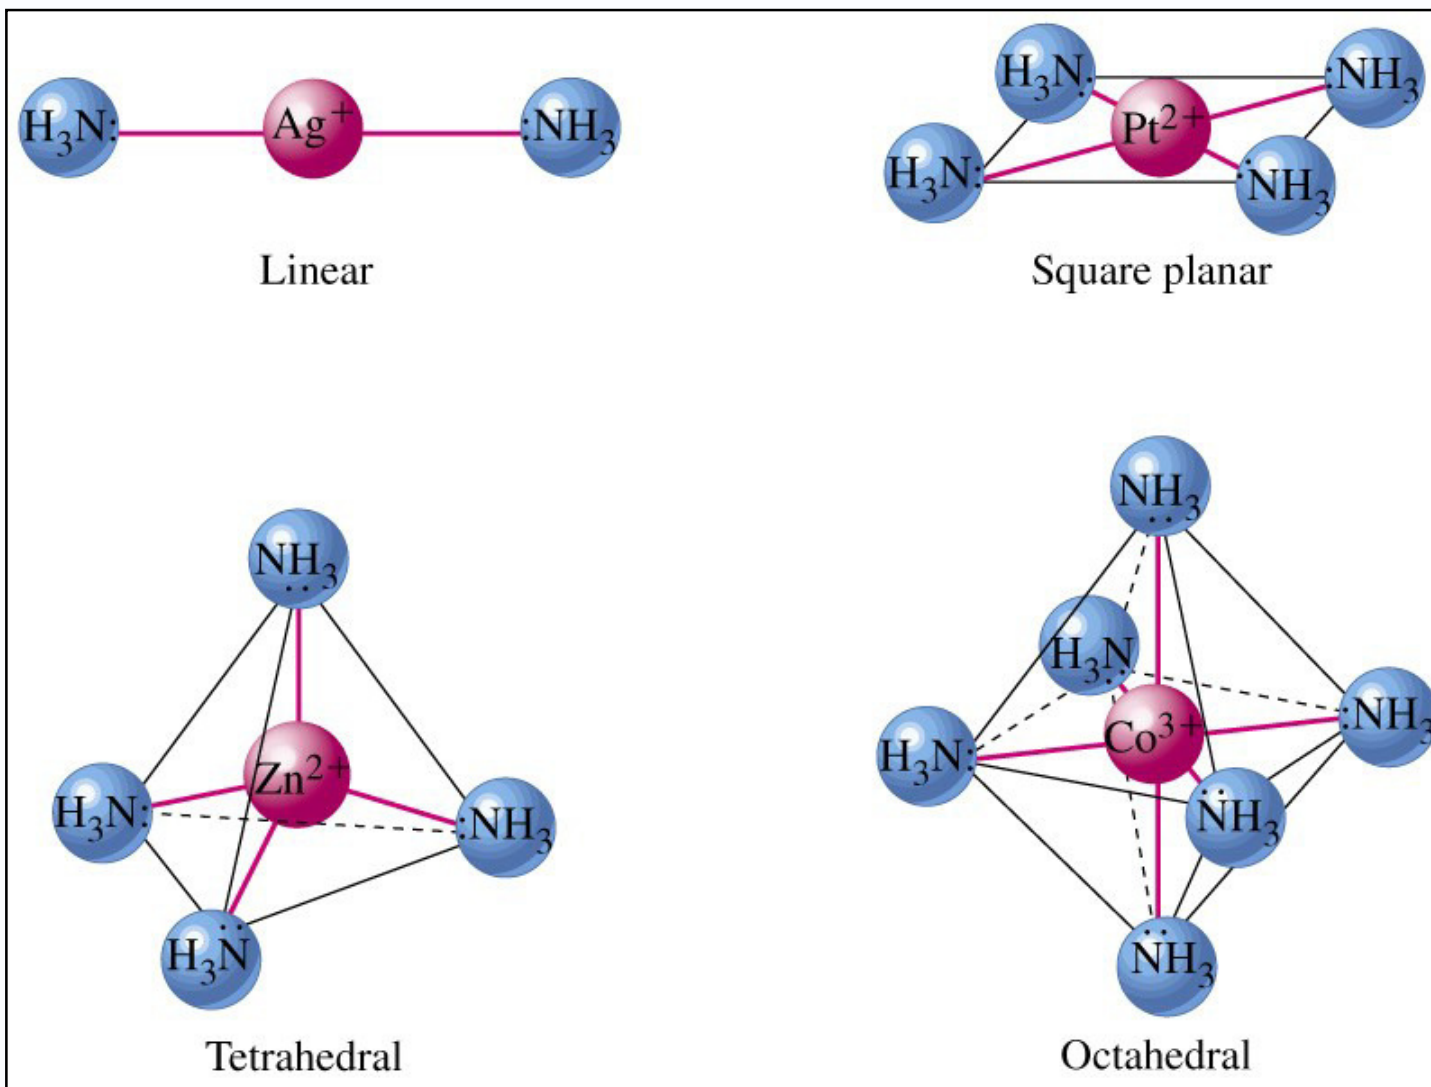 H₃N: Ag⁺ :NH₃
Linear
H₃N: :NH₃
Pt²⁺
H₃N: :NH₃
Square planar
NH₃
Zn²⁺
H₃N: :NH₃
H₃N
Tetrahedral
NH₃
H₃N
H₃N: Co³⁺ :NH₃
NH₃
NH₃
Octahedral